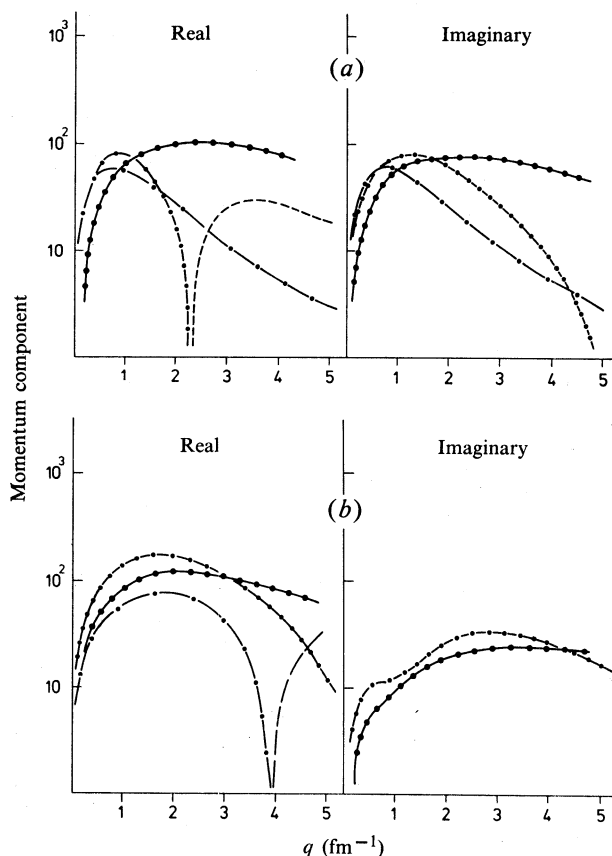 Real
Imaginary
(a)
10³
10²
10
1 2 3 4 5
1 2 3 4 5
Momentum component
Real
Imaginary
(b)
10³
10²
10
1 2 3 4 5
1 2 3 4 5
q (fm⁻¹)